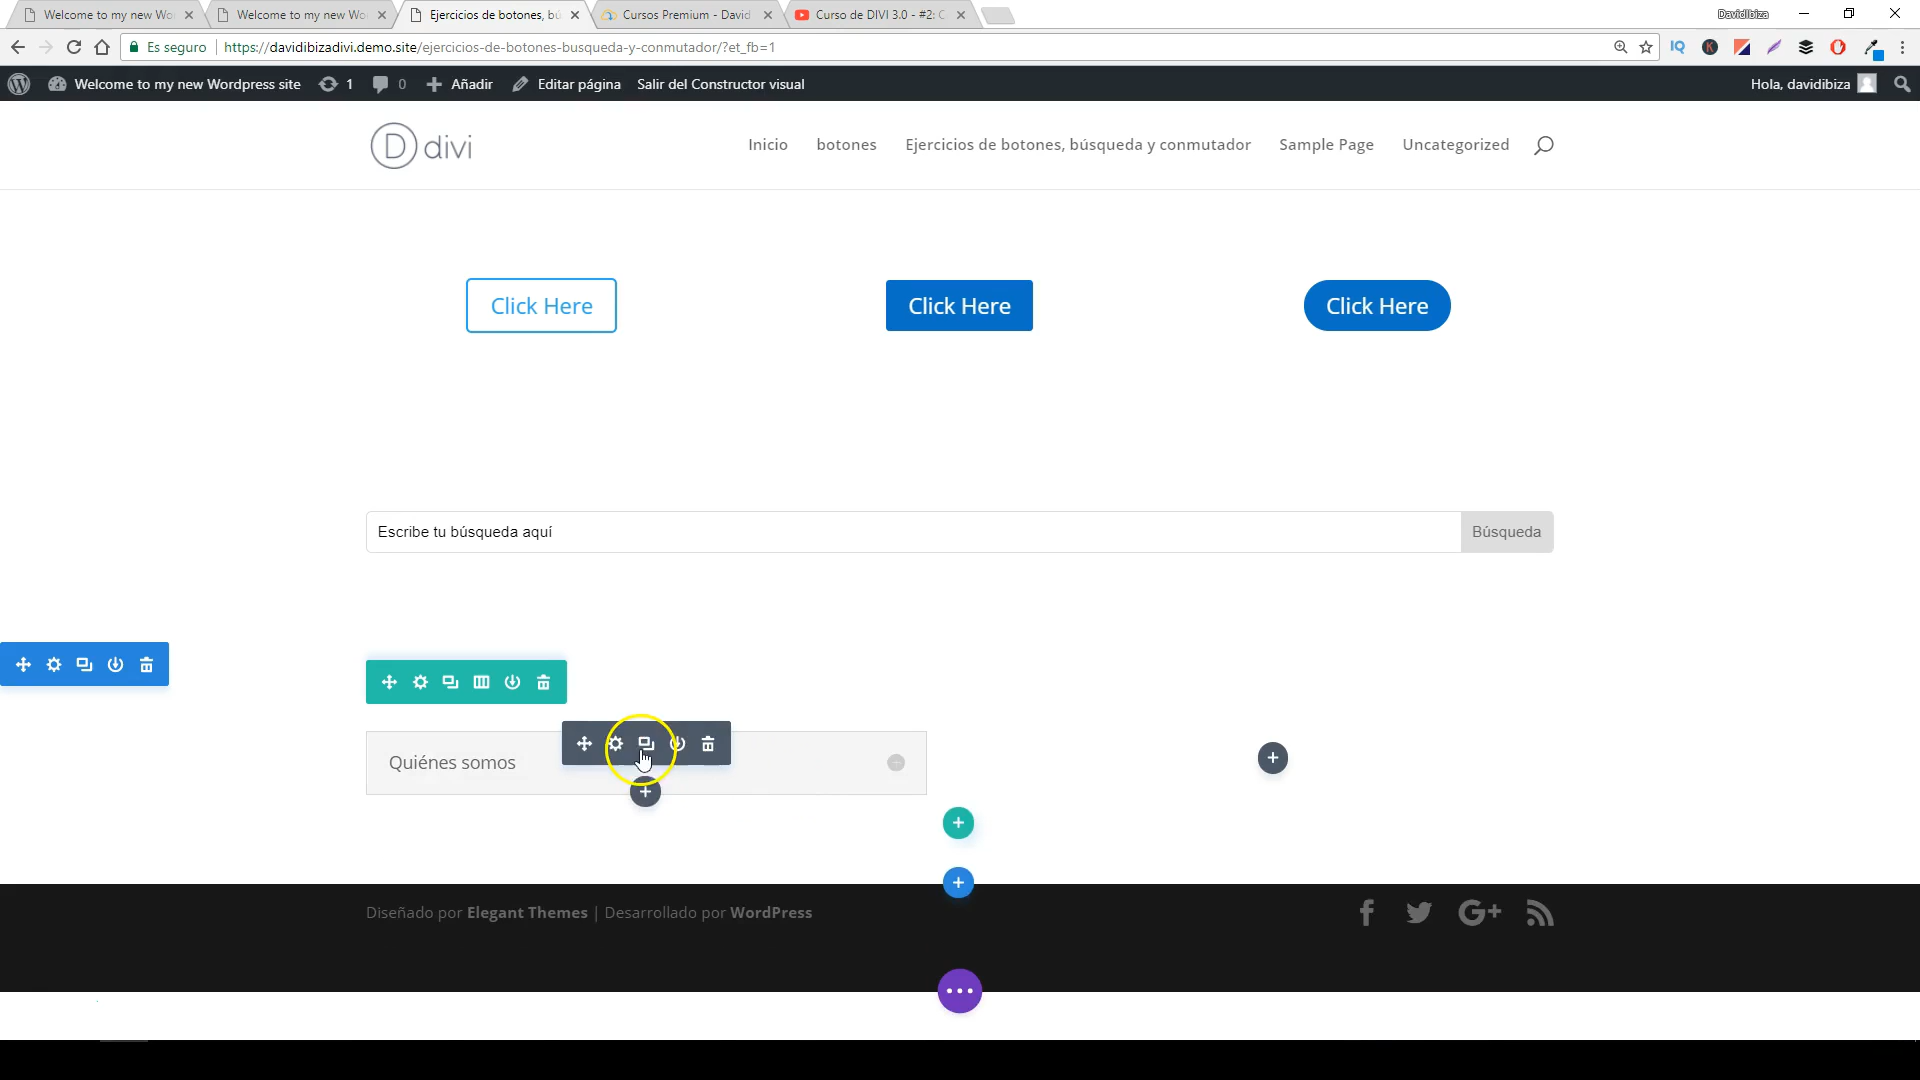 Welcome to my new Wo
Welcome to my new Wo
Ejercicios de botones, bú
Cursos Premium - David
Curso de DIVI 3.0 - #2: C
DavidIbiza
Es seguro
https://davidibizadivi.demo.site/ejercicios-de-botones-busqueda-y-conmutador/?et_fb=1
IQ
K
Welcome to my new Wordpress site
1
0
Añadir
Editar página
Salir del Constructor visual
Hola, davidibiza
D divi
Inicio
botones
Ejercicios de botones, búsqueda y conmutador
Sample Page
Uncategorized
Click Here
Click Here
Click Here
Escribe tu búsqueda aquí
Búsqueda
Quiénes somos
Diseñado por Elegant Themes | Desarrollado por WordPress